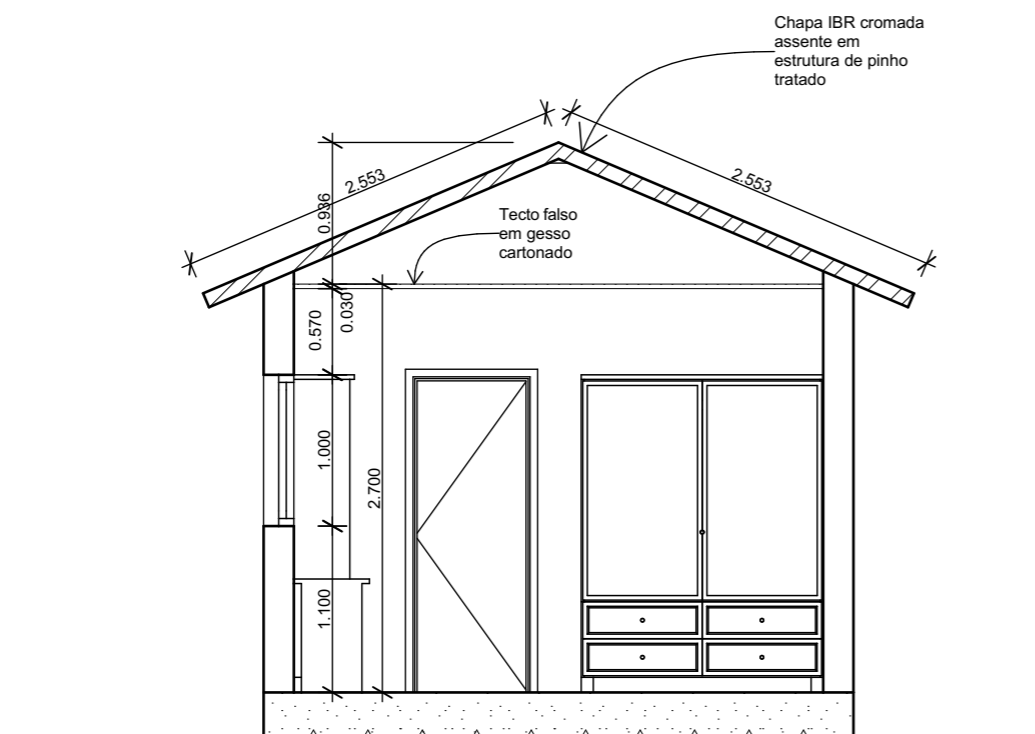 Chapa IBR cromada
assente em
estrutura de pinho
tratado
2.553
2.553
0.936
Tecto falso
em gesso
cartonado
0.030
0.570
1.000
2.700
1.100